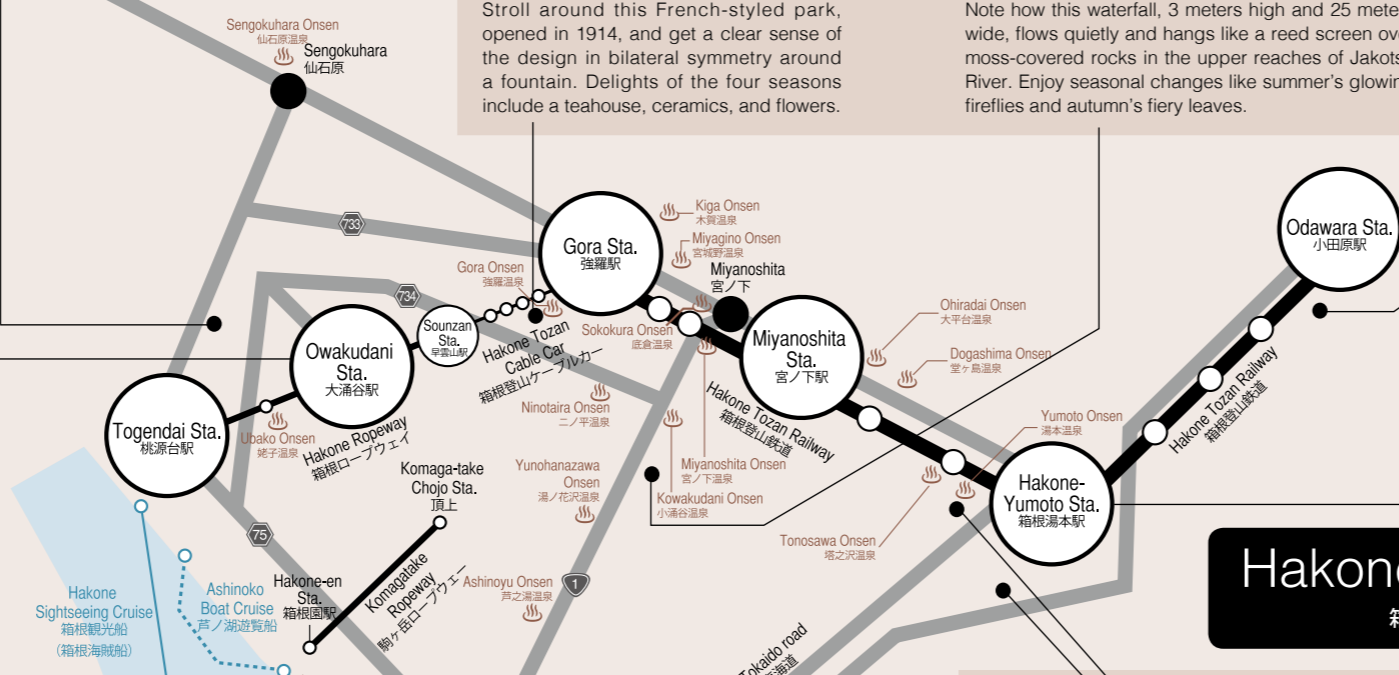 Stroll around this French-styled park,
opened in 1914, and get a clear sense of
the design in bilateral symmetry around
a fountain. Delights of the four seasons
include a teahouse, ceramics, and flowers.
Note how this waterfall, 3 meters high and 25 mete
wide, flows quietly and hangs like a reed screen ov
moss-covered rocks in the upper reaches of Jakots
River. Enjoy seasonal changes like summer's glowin
fireflies and autumn's fiery leaves.
Sengokuhara Onsen
仙石原温泉
Sengokuhara
仙石原
733
Gora Sta.
強羅駅
Kiga Onsen
木賀温泉
Miyagino Onsen
宮城野温泉
Miyanoshita
宮ノ下
Odawara Sta.
小田原駅
Gora Onsen
強羅温泉
734
Sounzan
Sta.
早雲山駅
Hakone Tozan
Cable Car
箱根登山ケーブルカー
Sokokura Onsen
底倉温泉
Miyanoshita
Sta.
宮ノ下駅
Ohiradai Onsen
大平台温泉
Dogashima Onsen
堂ヶ島温泉
Owakudani
Sta.
大涌谷駅
Togendai Sta.
桃源台駅
Ubako Onsen
姥子温泉
Hakone Ropeway
箱根ロープウェイ
Ninotaira Onsen
二ノ平温泉
Hakone Tozan Railway
箱根登山鉄道
Hakone Tozan Railway
箱根登山鉄道
Yumoto Onsen
湯本温泉
Komaga-take
Chojo Sta.
頂上
Yunohanazawa
Onsen
湯ノ花沢温泉
Miyanoshita Onsen
宮ノ下温泉
Kowakudani Onsen
小涌谷温泉
Hakone-
Yumoto Sta.
箱根湯本駅
Tonosawa Onsen
塔之沢温泉
75
Hakone
Sightseeing Cruise
箱根観光船
（箱根海賊船）
Ashinoko
Boat Cruise
芦ノ湖遊覧船
Hakone-en
Sta.
箱根園駅
Komagatake
Ropeway
駒ヶ岳ロープウェー
Ashinoyu Onsen
芦之湯温泉
1
Tokaido road
海道
Hakone
箱